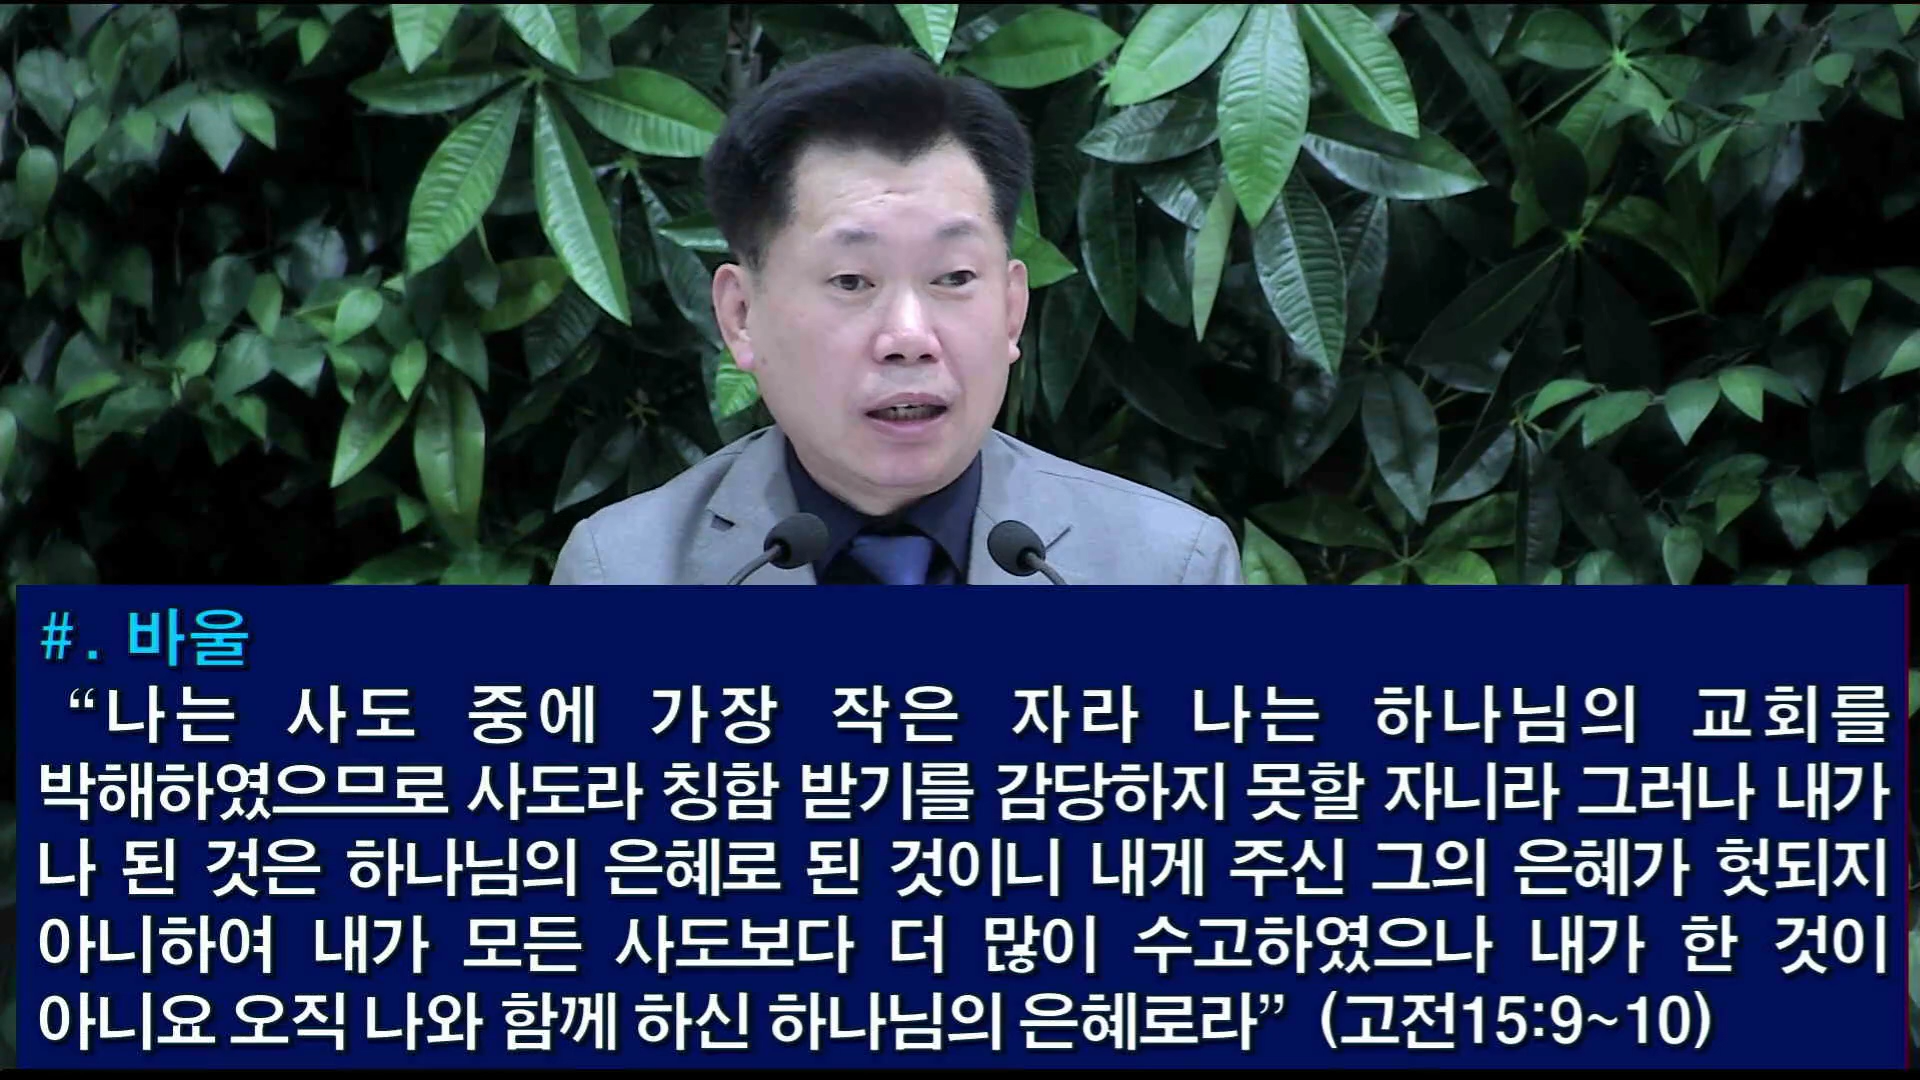 #. 바울
“나는 사도 중에 가장 작은 자라 나는 하나님의 교회를
박해하였으므로 사도라 칭함 받기를 감당하지 못할 자니라 그러나 내가
나 된 것은 하나님의 은혜로 된 것이니 내게 주신 그의 은혜가 헛되지
아니하여 내가 모든 사도보다 더 많이 수고하였으나 내가 한 것이
아니요 오직 나와 함께 하신 하나님의 은혜로라” (고전15:9~10)